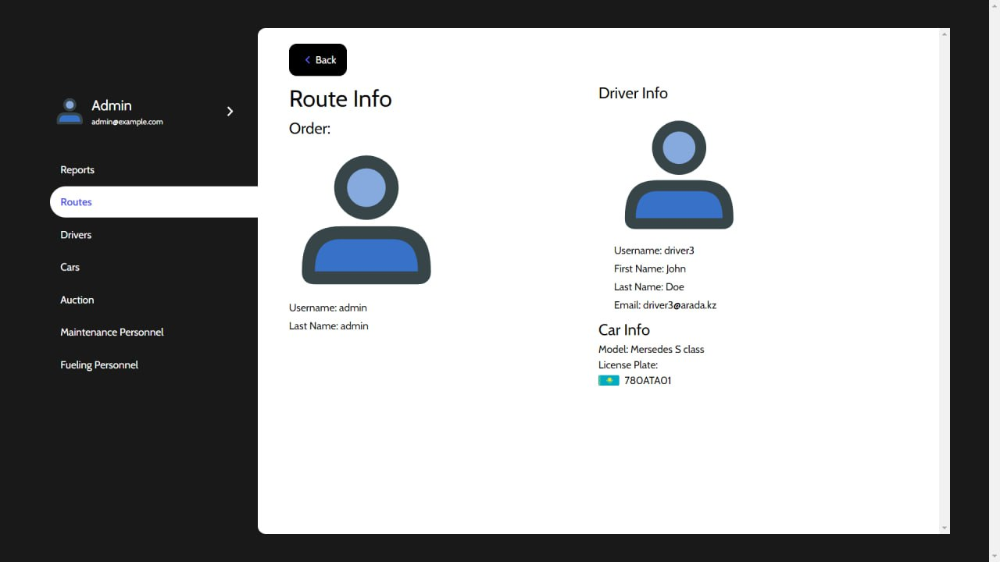 Admin
admin@example.com
Reports
Routes
Drivers
Cars
Auction
Maintenance Personnel
Fueling Personnel
Back
Route Info
Order:
Username: admin
Last Name: admin
Driver Info
Username: driver3
First Name: John
Last Name: Doe
Email: driver3@arada.kz
Car Info
Model: Mersedes S class
License Plate:
780ATA01